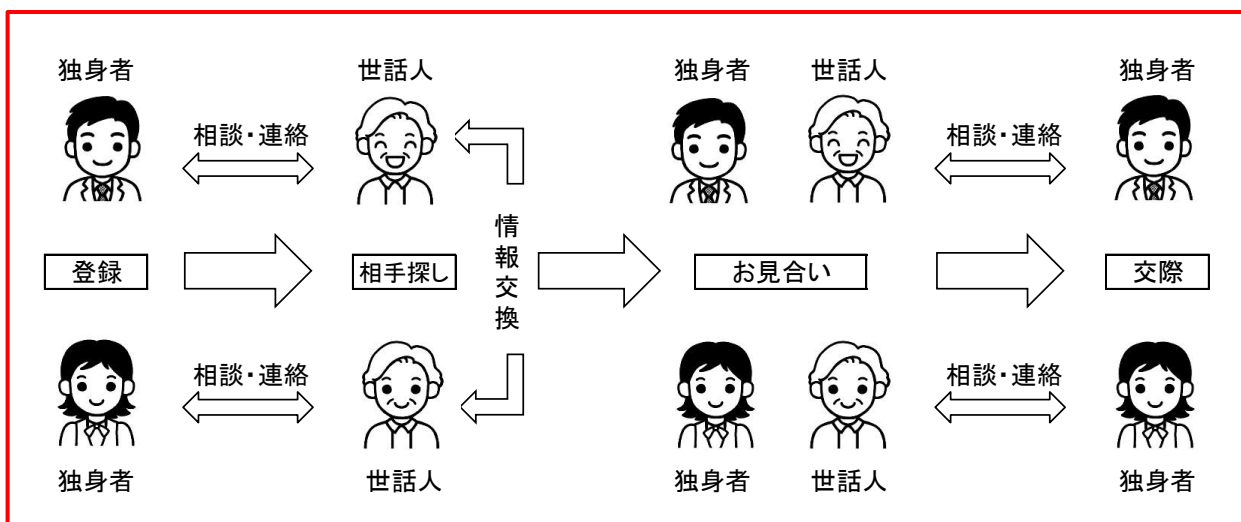 独身者
世話人
独身者
世話人
独身者
相談・連絡
相談・連絡
登録
相手探し
情報交換
お見合い
交際
相談・連絡
相談・連絡
独身者
世話人
独身者
世話人
独身者